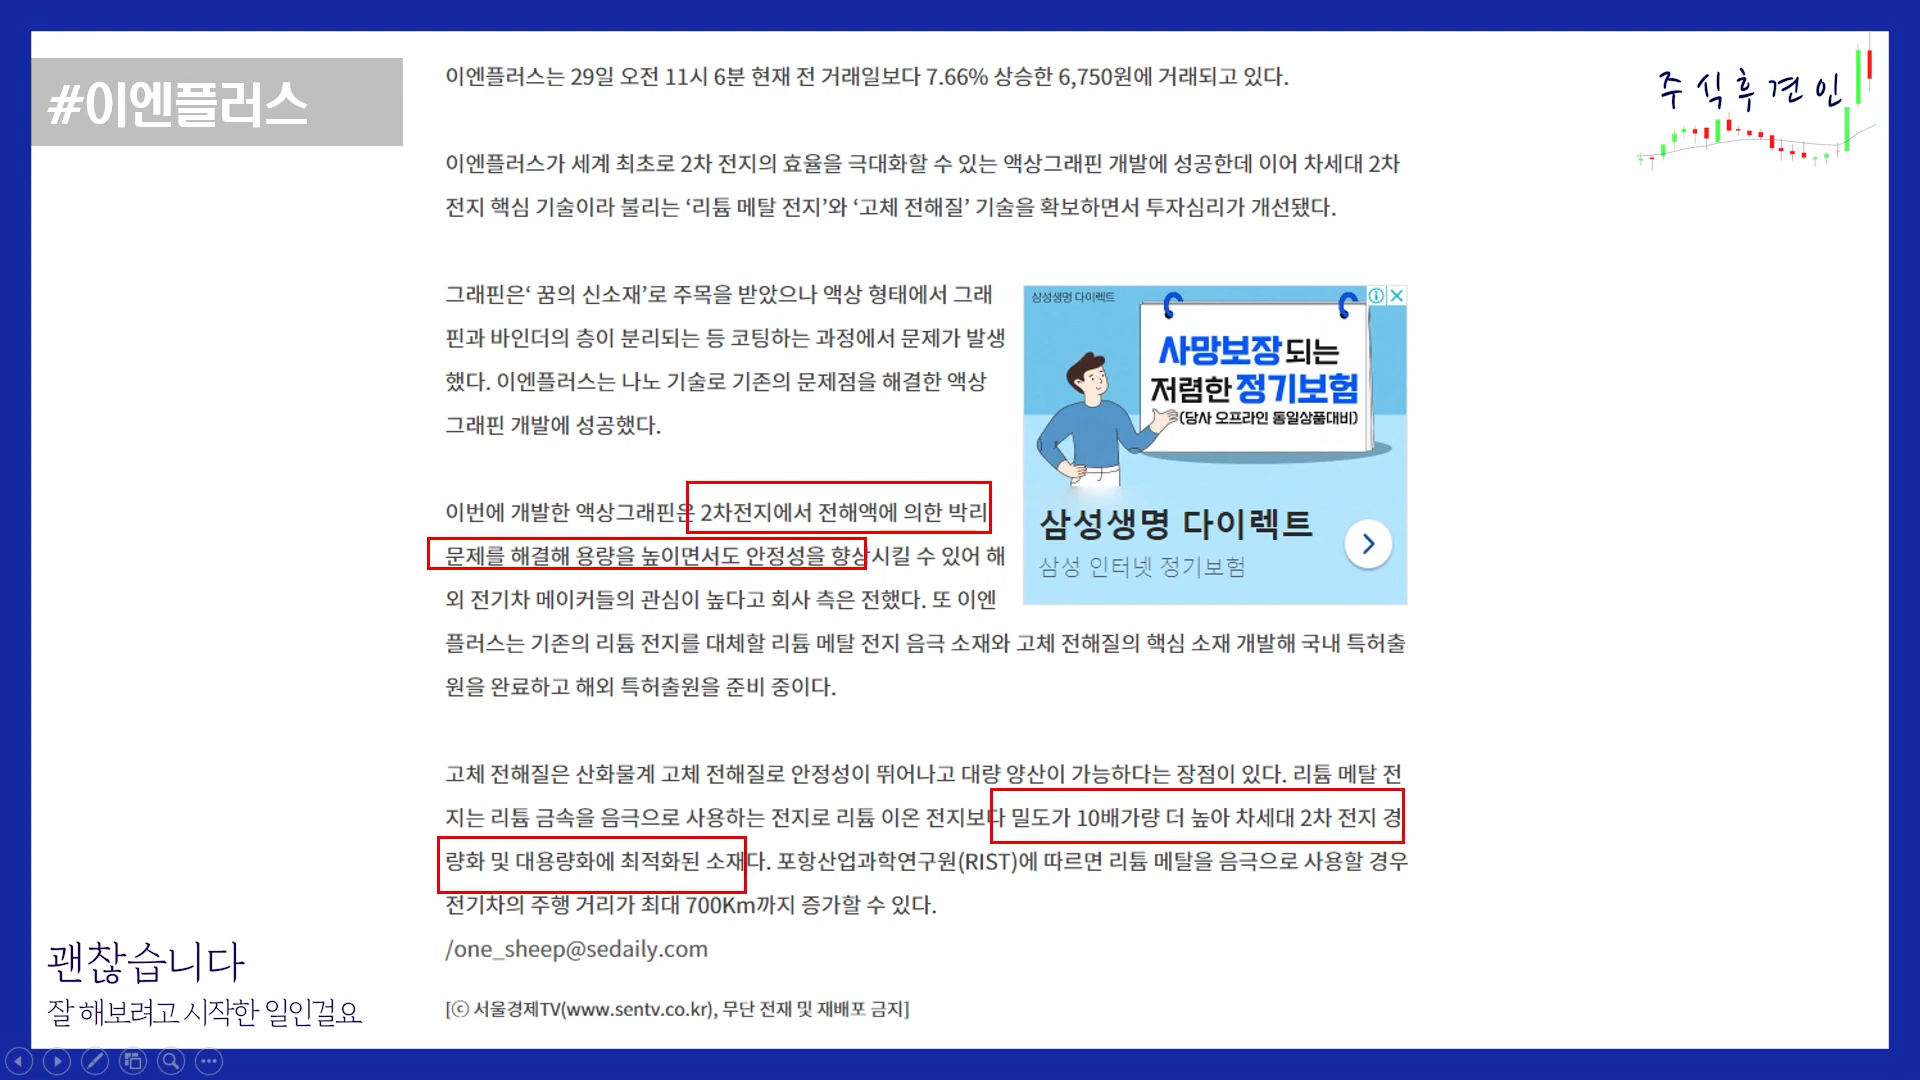 #이엔플러스
주식후견인
이엔플러스는 29일 오전 11시 6분 현재 전 거래일보다 7.66% 상승한 6,750원에 거래되고 있다.
이엔플러스가 세계 최초로 2차 전지의 효율을 극대화할 수 있는 액상그래핀 개발에 성공한데 이어 차세대 2차
전지 핵심 기술이라 불리는 ‘리튬 메탈 전지’와 ‘고체 전해질’ 기술을 확보하면서 투자심리가 개선됐다.
그래핀은‘ 꿈의 신소재’로 주목을 받았으나 액상 형태에서 그래
핀과 바인더의 층이 분리되는 등 코팅하는 과정에서 문제가 발생
했다. 이엔플러스는 나노 기술로 기존의 문제점을 해결한 액상
그래핀 개발에 성공했다.
삼성생명 다이렉트
사망보장되는
저렴한 정기보험
(당사 오프라인 동일상품대비)
삼성생명 다이렉트
삼성 인터넷 정기보험
이번에 개발한 액상그래핀은 2차전지에서 전해액에 의한 박리
문제를 해결해 용량을 높이면서도 안정성을 향상시킬 수 있어 해
외 전기차 메이커들의 관심이 높다고 회사 측은 전했다. 또 이엔
플러스는 기존의 리튬 전지를 대체할 리튬 메탈 전지 음극 소재와 고체 전해질의 핵심 소재 개발해 국내 특허출
원을 완료하고 해외 특허출원을 준비 중이다.
고체 전해질은 산화물계 고체 전해질로 안정성이 뛰어나고 대량 양산이 가능하다는 장점이 있다. 리튬 메탈 전
지는 리튬 금속을 음극으로 사용하는 전지로 리튬 이온 전지보다 밀도가 10배가량 더 높아 차세대 2차 전지 경
량화 및 대용량화에 최적화된 소재다. 포항산업과학연구원(RIST)에 따르면 리튬 메탈을 음극으로 사용할 경우
전기차의 주행 거리가 최대 700Km까지 증가할 수 있다.
/one_sheep@sedaily.com
[ⓒ 서울경제TV(www.sentv.co.kr), 무단 전재 및 재배포 금지]
괜찮습니다
잘 해보려고 시작한 일인걸요